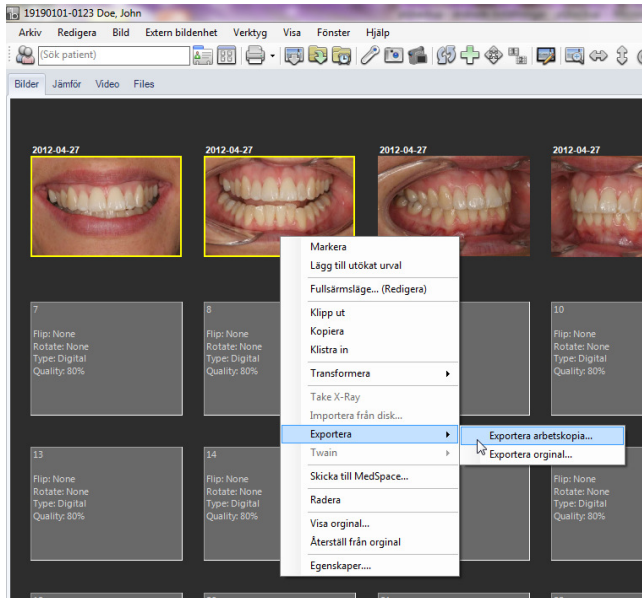 19190101-0123 Doe, John
Arkiv Redigera Bild Extern bildenhet Verktyg Visa Fönster Hjälp
(Sök patient)
Bilder Jämför Video Files
2012-04-27 2012-04-27 2012-04-27 2012-04-27
Markera
Lägg till utökat urval
Fullsärmsläge... (Redigera)
Klipp ut
Kopiera
Klistra in
Transformera
Take X-Ray
Importera från disk...
Exportera
Twain
Skicka till MedSpace...
Radera
Visa orginal...
Återställ från orginal
Egenskaper....
Exportera arbetskopia...
Exportera orginal...
7
Flip: None
Rotate: None
Type: Digital
Quality: 80%
8
Flip: None
Rotate: None
Type: Digital
Quality: 80%
10
Flip: None
Rotate: None
Type: Digital
Quality: 80%
13
Flip: None
Rotate: None
Type: Digital
Quality: 80%
14
Flip: None
Rotate: None
Type: Digital
Quality: 80%
Flip: None
Rotate: None
Type: Digital
Quality: 80%